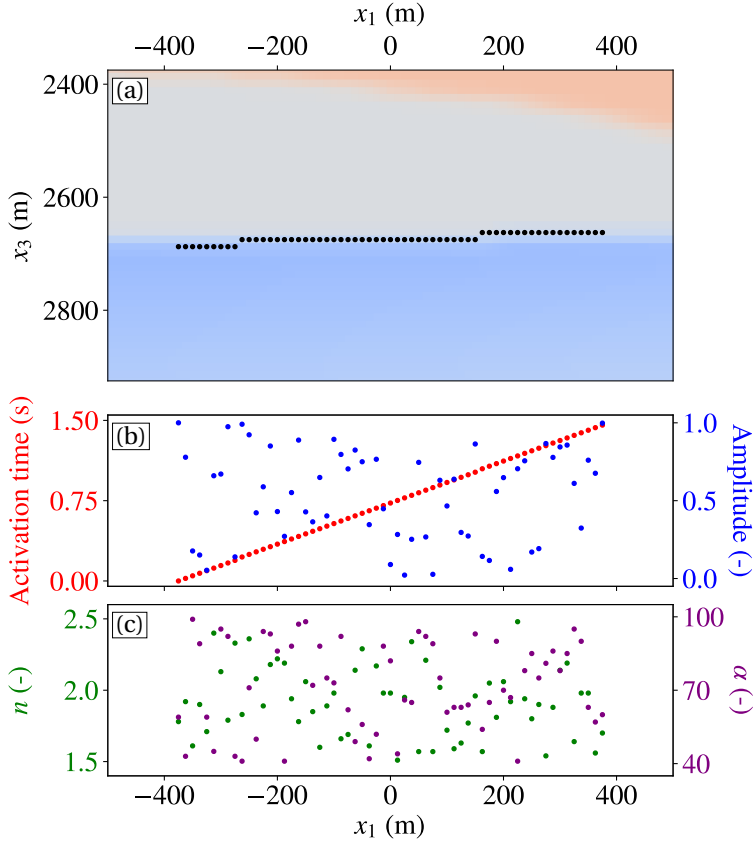 x₁ (m)
−400 −200 0 200 400
(a)
2400
2600
2800
x₃ (m)
(b)
1.50
0.75
0.00
Activation time (s)
1.0
0.5
0.0
Amplitude (-)
(c)
2.5
2.0
1.5
n (-)
100
70
40
α (-)
−400 −200 0 200 400
x₁ (m)